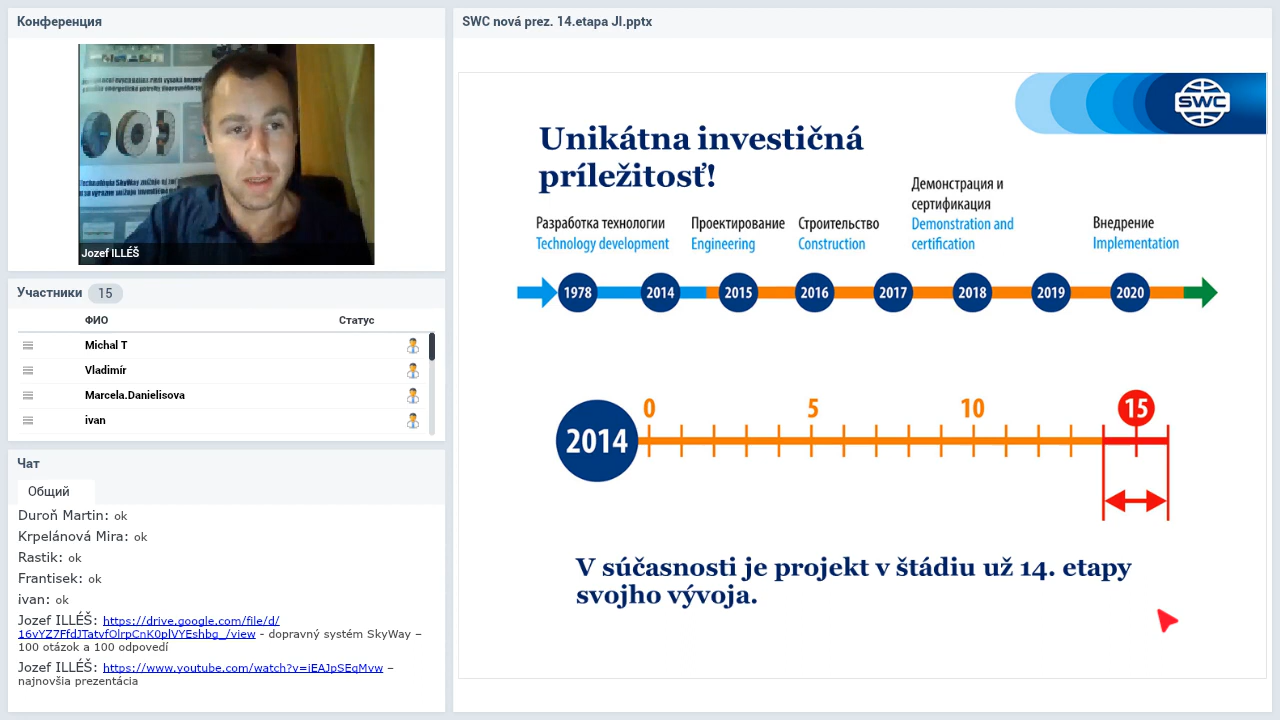 Конференция
Jozef ILLÉŠ
Участники 15
ФИО Статус
Michal T
Vladimír
Marcela.Danielisova
ivan
Чат
Общий
Duroň Martin: ok
Krpelánová Mira: ok
Rastik: ok
Frantisek: ok
ivan: ok
Jozef ILLÉŠ: https://drive.google.com/file/d/
16vYZ7FfdJTatvfOlrpCnK0plVYEshbg_/view - dopravný systém SkyWay –
100 otázok a 100 odpovedí
Jozef ILLÉŠ: https://www.youtube.com/watch?v=iEAJpSEqMvw –
najnovšia prezentácia
SWC nová prez. 14.etapa JI.pptx
SWC
Unikátna investičná
príležitosť!
Разработка технологии
Technology development
Проектирование
Engineering
Строительство
Construction
Демонстрация и
сертификация
Demonstration and
certification
Внедрение
Implementation
1978 2014 2015 2016 2017 2018 2019 2020
0 5 10 15
2014
V súčasnosti je projekt v štádiu už 14. etapy
svojho vývoja.